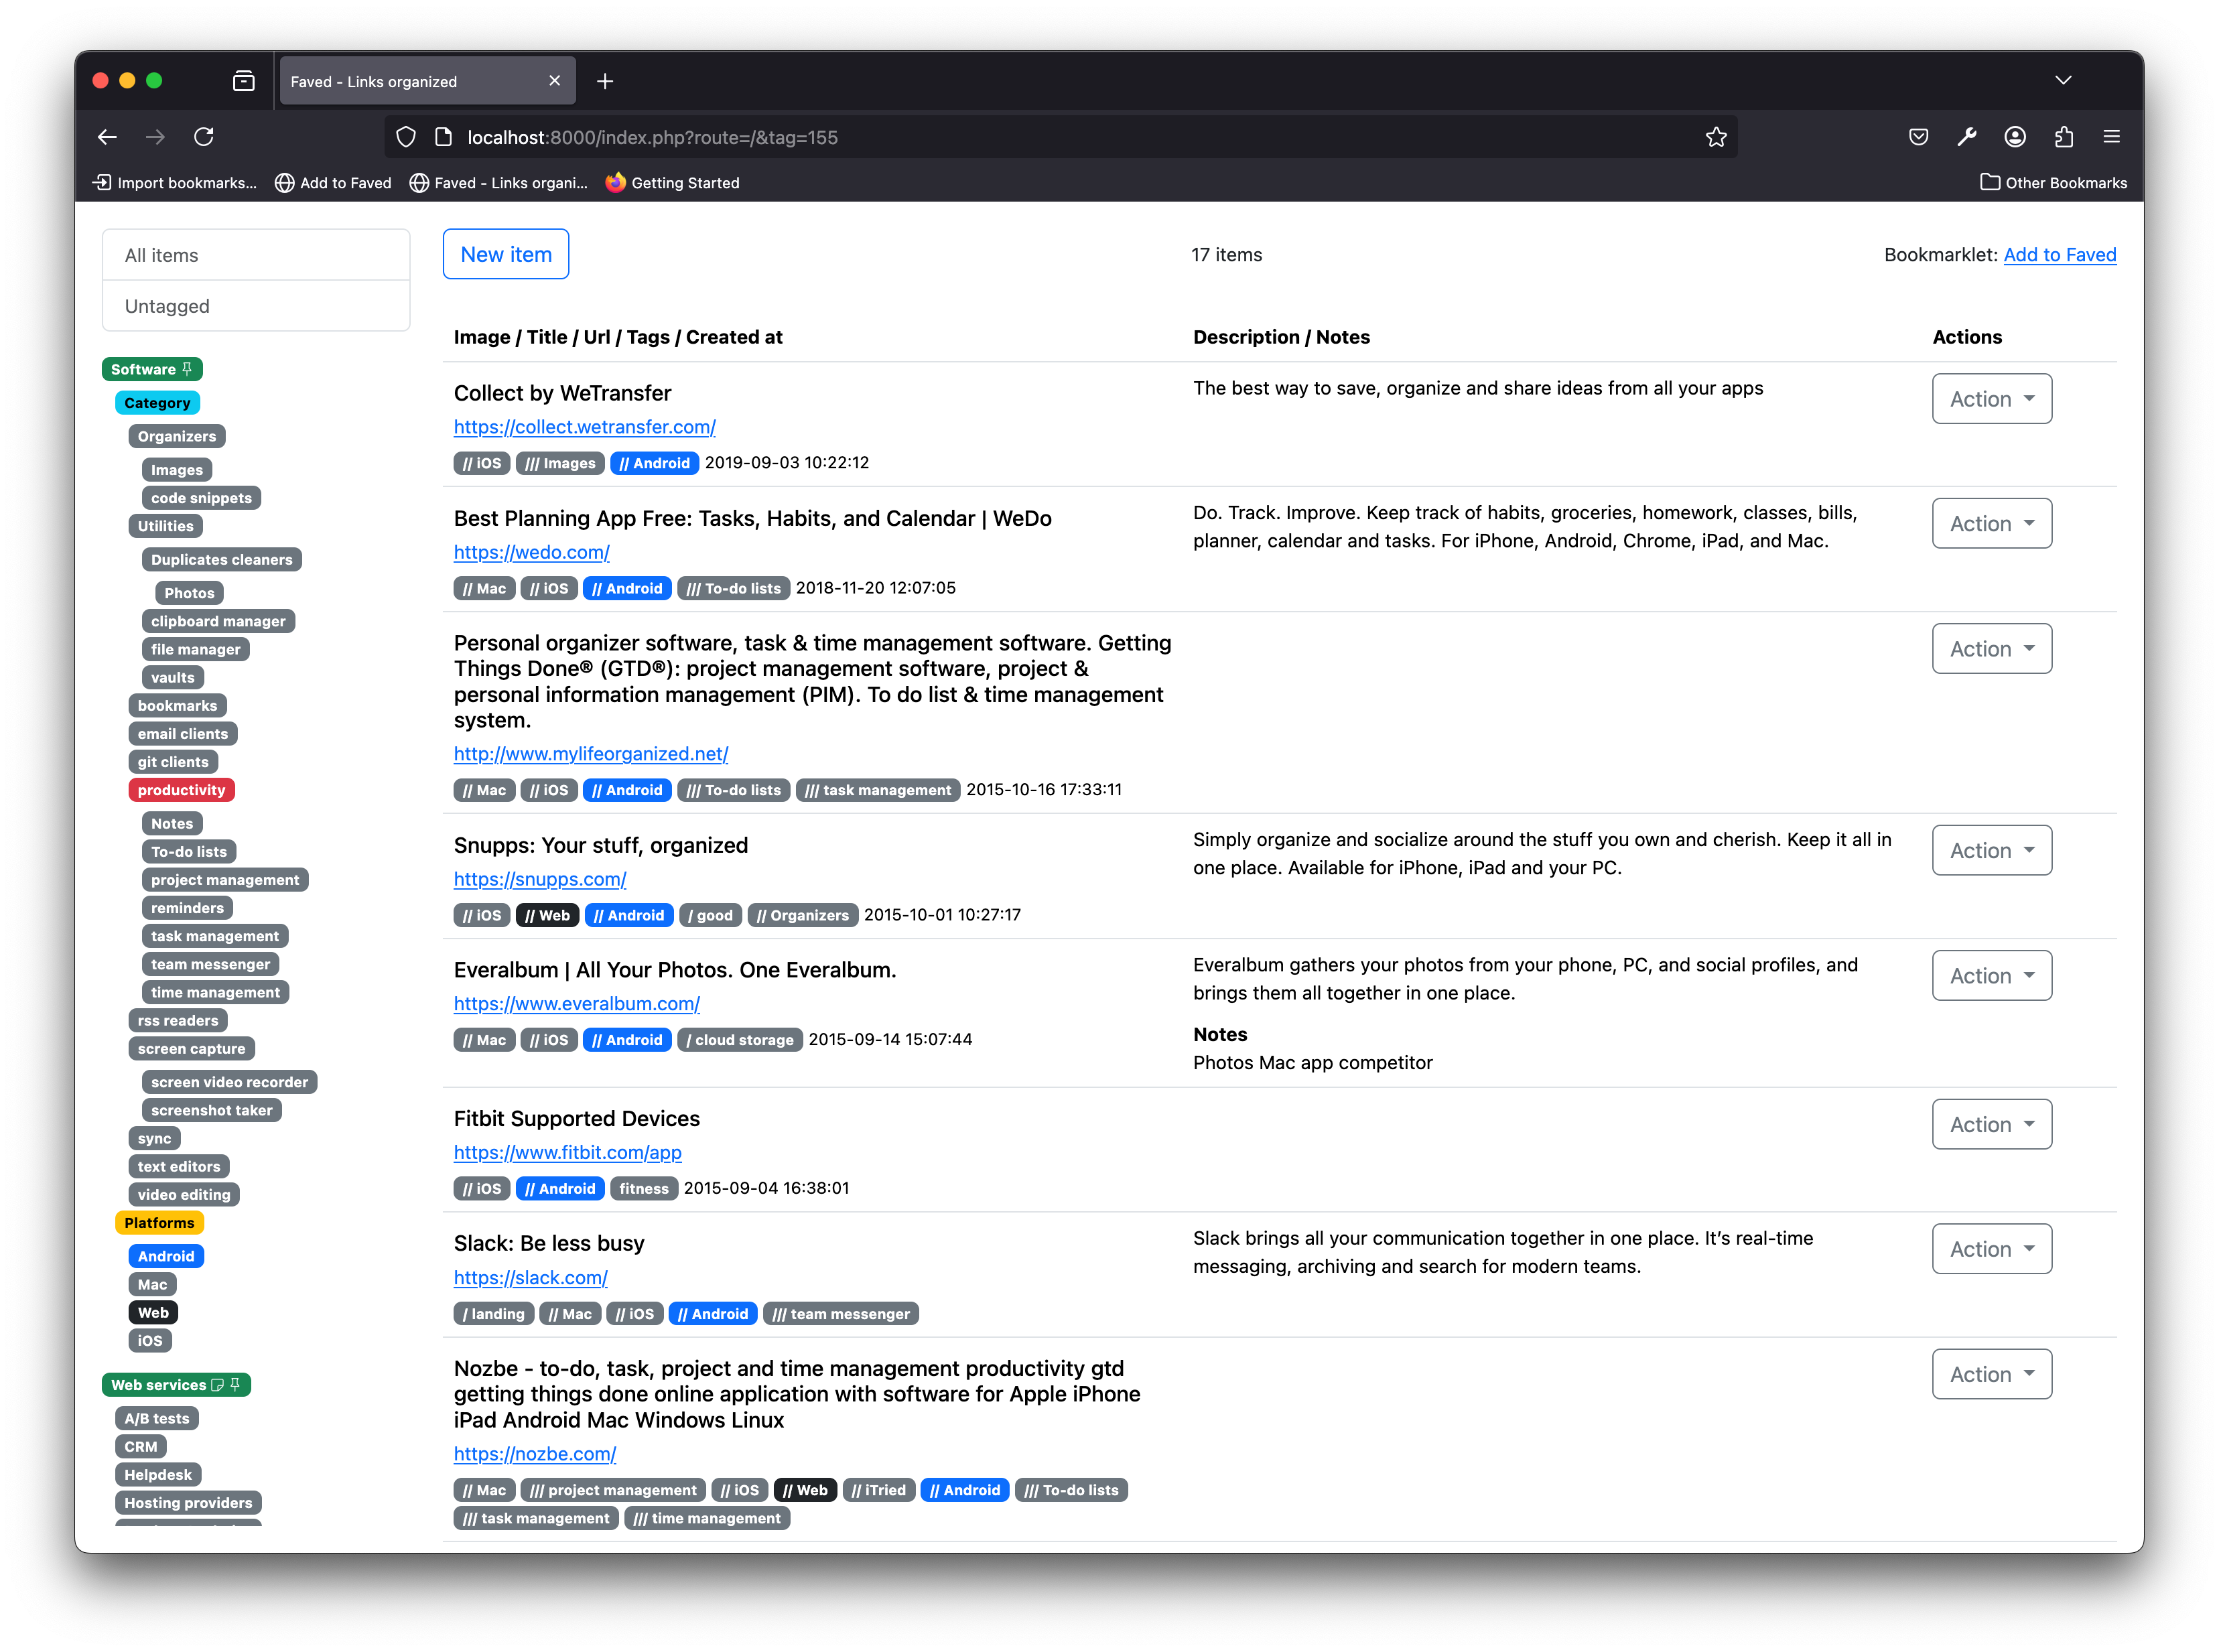 Faved - Links organized
localhost:8000/index.php?route=/&tag=155
Import bookmarks...
Add to Faved
Faved - Links organi...
Getting Started
Other Bookmarks
All items
Untagged
Software
Category
Organizers
Images
code snippets
Utilities
Duplicates cleaners
Photos
clipboard manager
file manager
vaults
bookmarks
email clients
git clients
productivity
Notes
To-do lists
project management
reminders
task management
team messenger
time management
rss readers
screen capture
screen video recorder
screenshot taker
sync
text editors
video editing
Platforms
Android
Mac
Web
iOS
Web services
A/B tests
CRM
Helpdesk
Hosting providers
New item
17 items
Bookmarklet: Add to Faved
Image / Title / Url / Tags / Created at
Description / Notes
Actions
Collect by WeTransfer
https://collect.wetransfer.com/
// iOS /// Images // Android 2019-09-03 10:22:12
The best way to save, organize and share ideas from all your apps
Action
Best Planning App Free: Tasks, Habits, and Calendar | WeDo
https://wedo.com/
// Mac // iOS // Android /// To-do lists 2018-11-20 12:07:05
Do. Track. Improve. Keep track of habits, groceries, homework, classes, bills,
planner, calendar and tasks. For iPhone, Android, Chrome, iPad, and Mac.
Action
Personal organizer software, task & time management software. Getting
Things Done® (GTD®): project management software, project &
personal information management (PIM). To do list & time management
system.
http://www.mylifeorganized.net/
// Mac // iOS // Android /// To-do lists /// task management 2015-10-16 17:33:11
Action
Snupps: Your stuff, organized
https://snupps.com/
// iOS // Web // Android / good // Organizers 2015-10-01 10:27:17
Simply organize and socialize around the stuff you own and cherish. Keep it all in
one place. Available for iPhone, iPad and your PC.
Action
Everalbum | All Your Photos. One Everalbum.
https://www.everalbum.com/
// Mac // iOS // Android / cloud storage 2015-09-14 15:07:44
Everalbum gathers your photos from your phone, PC, and social profiles, and
brings them all together in one place.
Notes
Photos Mac app competitor
Action
Fitbit Supported Devices
https://www.fitbit.com/app
// iOS // Android fitness 2015-09-04 16:38:01
Action
Slack: Be less busy
https://slack.com/
/ landing // Mac // iOS // Android /// team messenger
Slack brings all your communication together in one place. It’s real-time
messaging, archiving and search for modern teams.
Action
Nozbe - to-do, task, project and time management productivity gtd
getting things done online application with software for Apple iPhone
iPad Android Mac Windows Linux
https://nozbe.com/
// Mac /// project management // iOS // Web // iTried // Android /// To-do lists
/// task management /// time management
Action